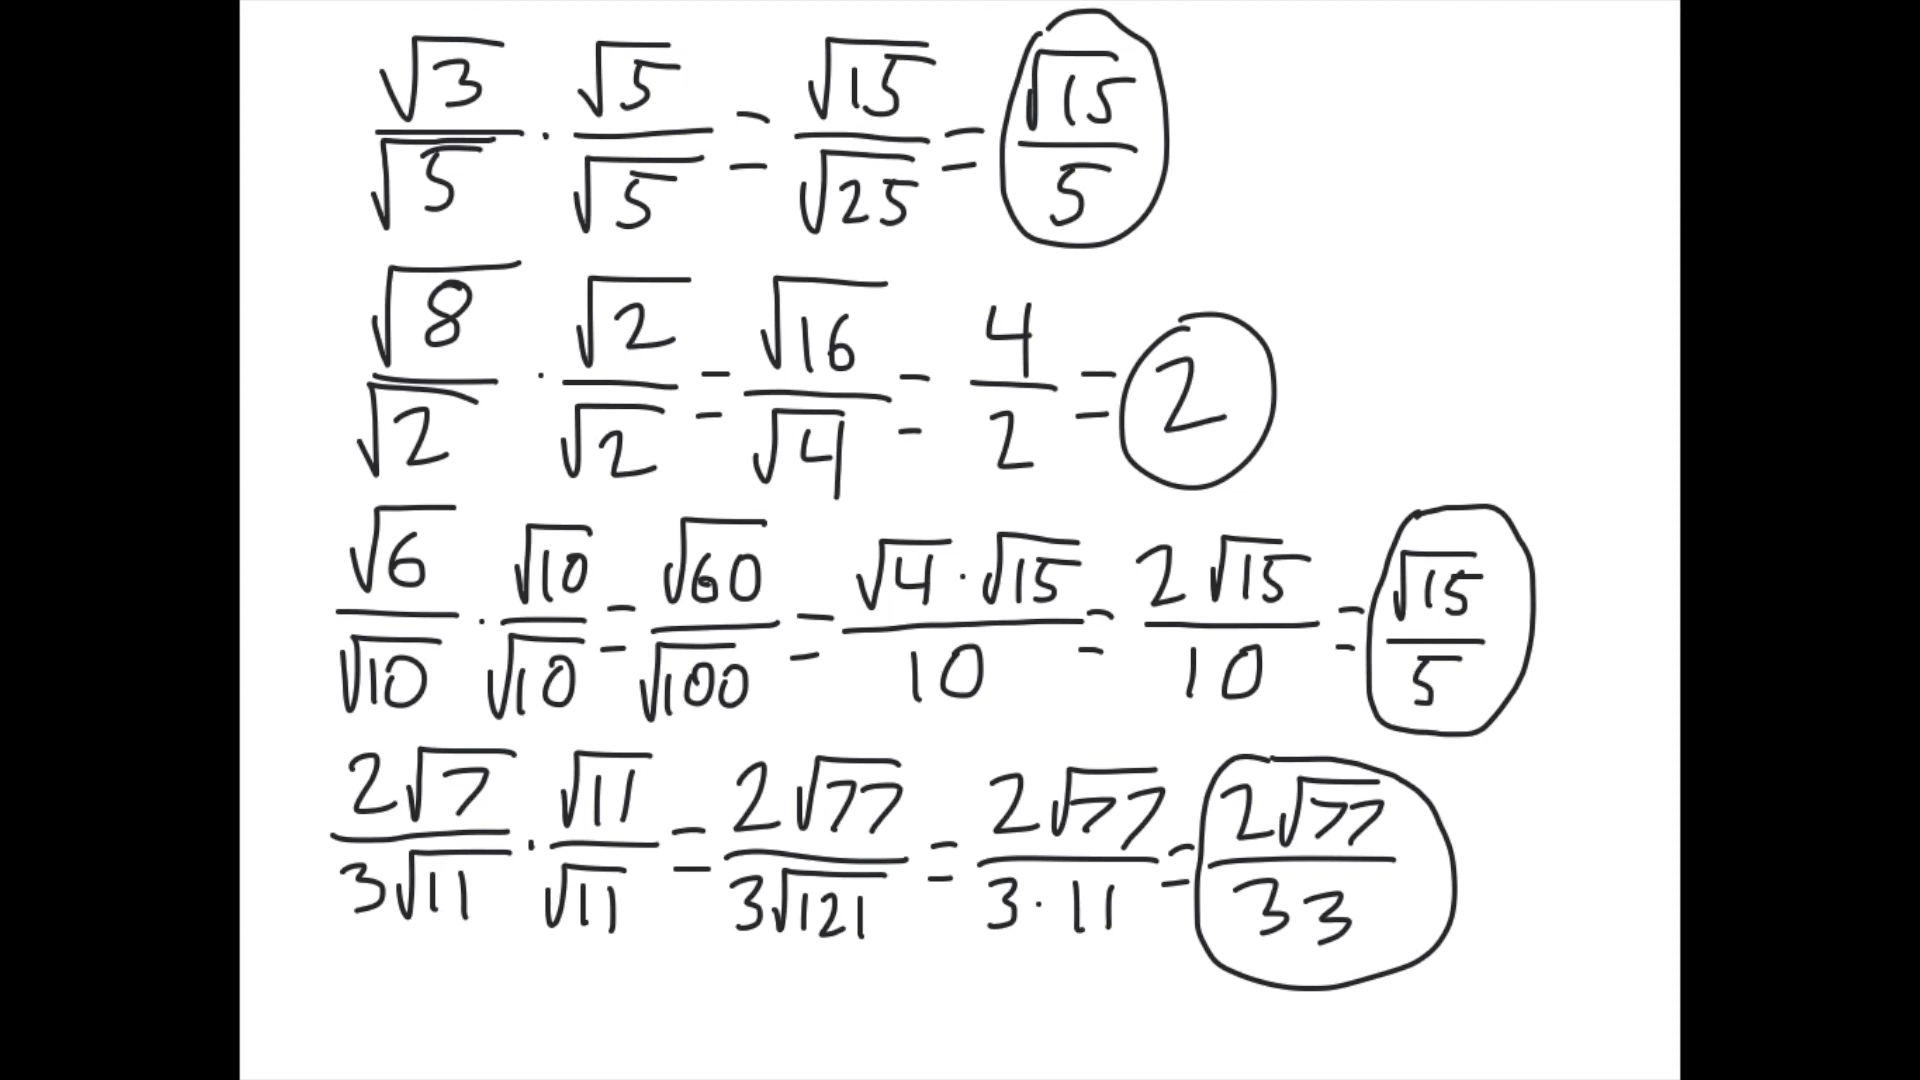 √3/√5 · √5/√5 = √15/√25 = √15/5
√8/√2 · √2/√2 = √16/√4 = 4/2 = 2
√6/√10 · √10/√10 = √60/√100 = √4 · √15/10 = 2√15/10 = √15/5
2√7/3√11 · √11/√11 = 2√77/3√121 = 2√77/3 · 11 = 2√77/33